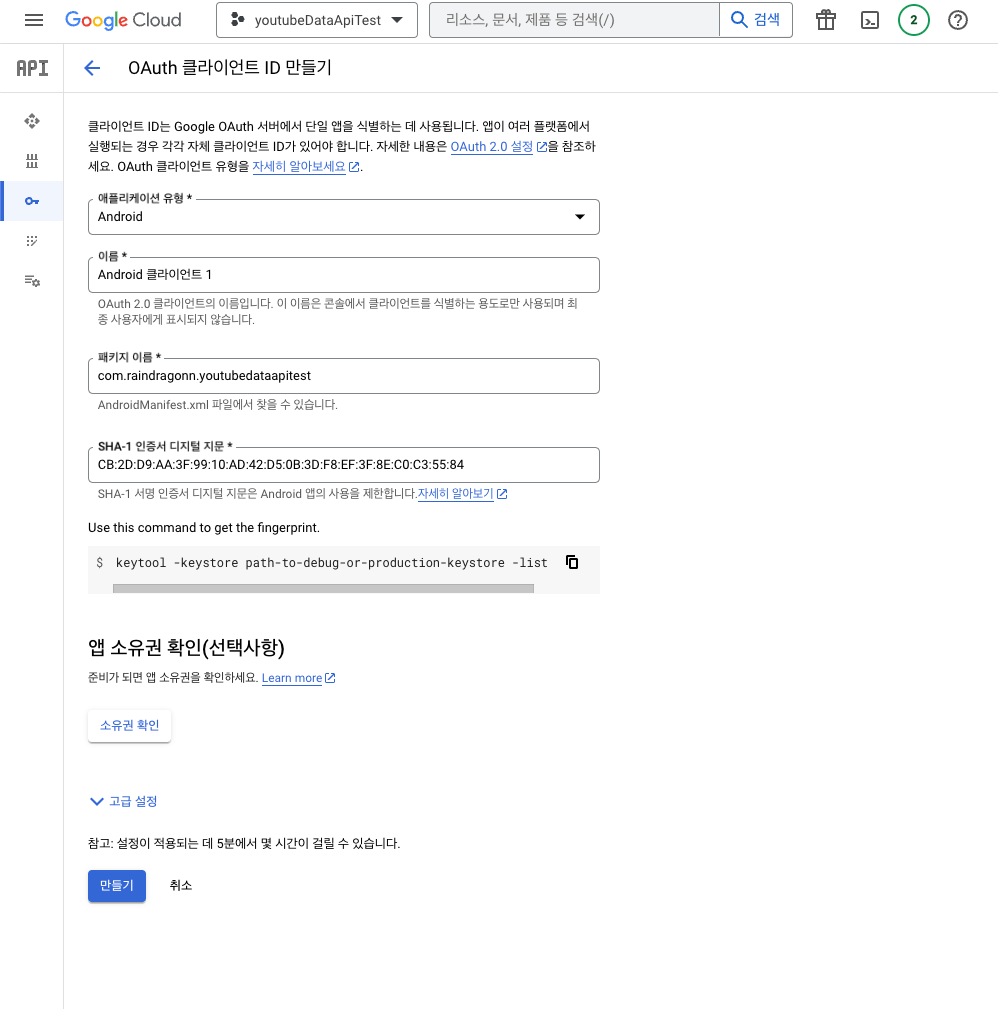 Google Cloud
youtubeDataApiTest
리소스, 문서, 제품 등 검색(/)
검색
2
API
OAuth 클라이언트 ID 만들기
클라이언트 ID는 Google OAuth 서버에서 단일 앱을 식별하는 데 사용됩니다. 앱이 여러 플랫폼에서
실행되는 경우 각각 자체 클라이언트 ID가 있어야 합니다. 자세한 내용은 OAuth 2.0 설정을 참조하
세요. OAuth 클라이언트 유형을 자세히 알아보세요.
애플리케이션 유형 *
Android
이름 *
Android 클라이언트 1
OAuth 2.0 클라이언트의 이름입니다. 이 이름은 콘솔에서 클라이언트를 식별하는 용도로만 사용되며 최
종 사용자에게 표시되지 않습니다.
패키지 이름 *
com.raindragonn.youtubedataapitest
AndroidManifest.xml 파일에서 찾을 수 있습니다.
SHA-1 인증서 디지털 지문 *
CB:2D:D9:AA:3F:99:10:AD:42:D5:0B:3D:F8:EF:3F:8E:C0:C3:55:84
SHA-1 서명 인증서 디지털 지문은 Android 앱의 사용을 제한합니다.자세히 알아보기
Use this command to get the fingerprint.
$ keytool -keystore path-to-debug-or-production-keystore -list
앱 소유권 확인(선택사항)
준비가 되면 앱 소유권을 확인하세요. Learn more
소유권 확인
고급 설정
참고: 설정이 적용되는 데 5분에서 몇 시간이 걸릴 수 있습니다.
만들기
취소